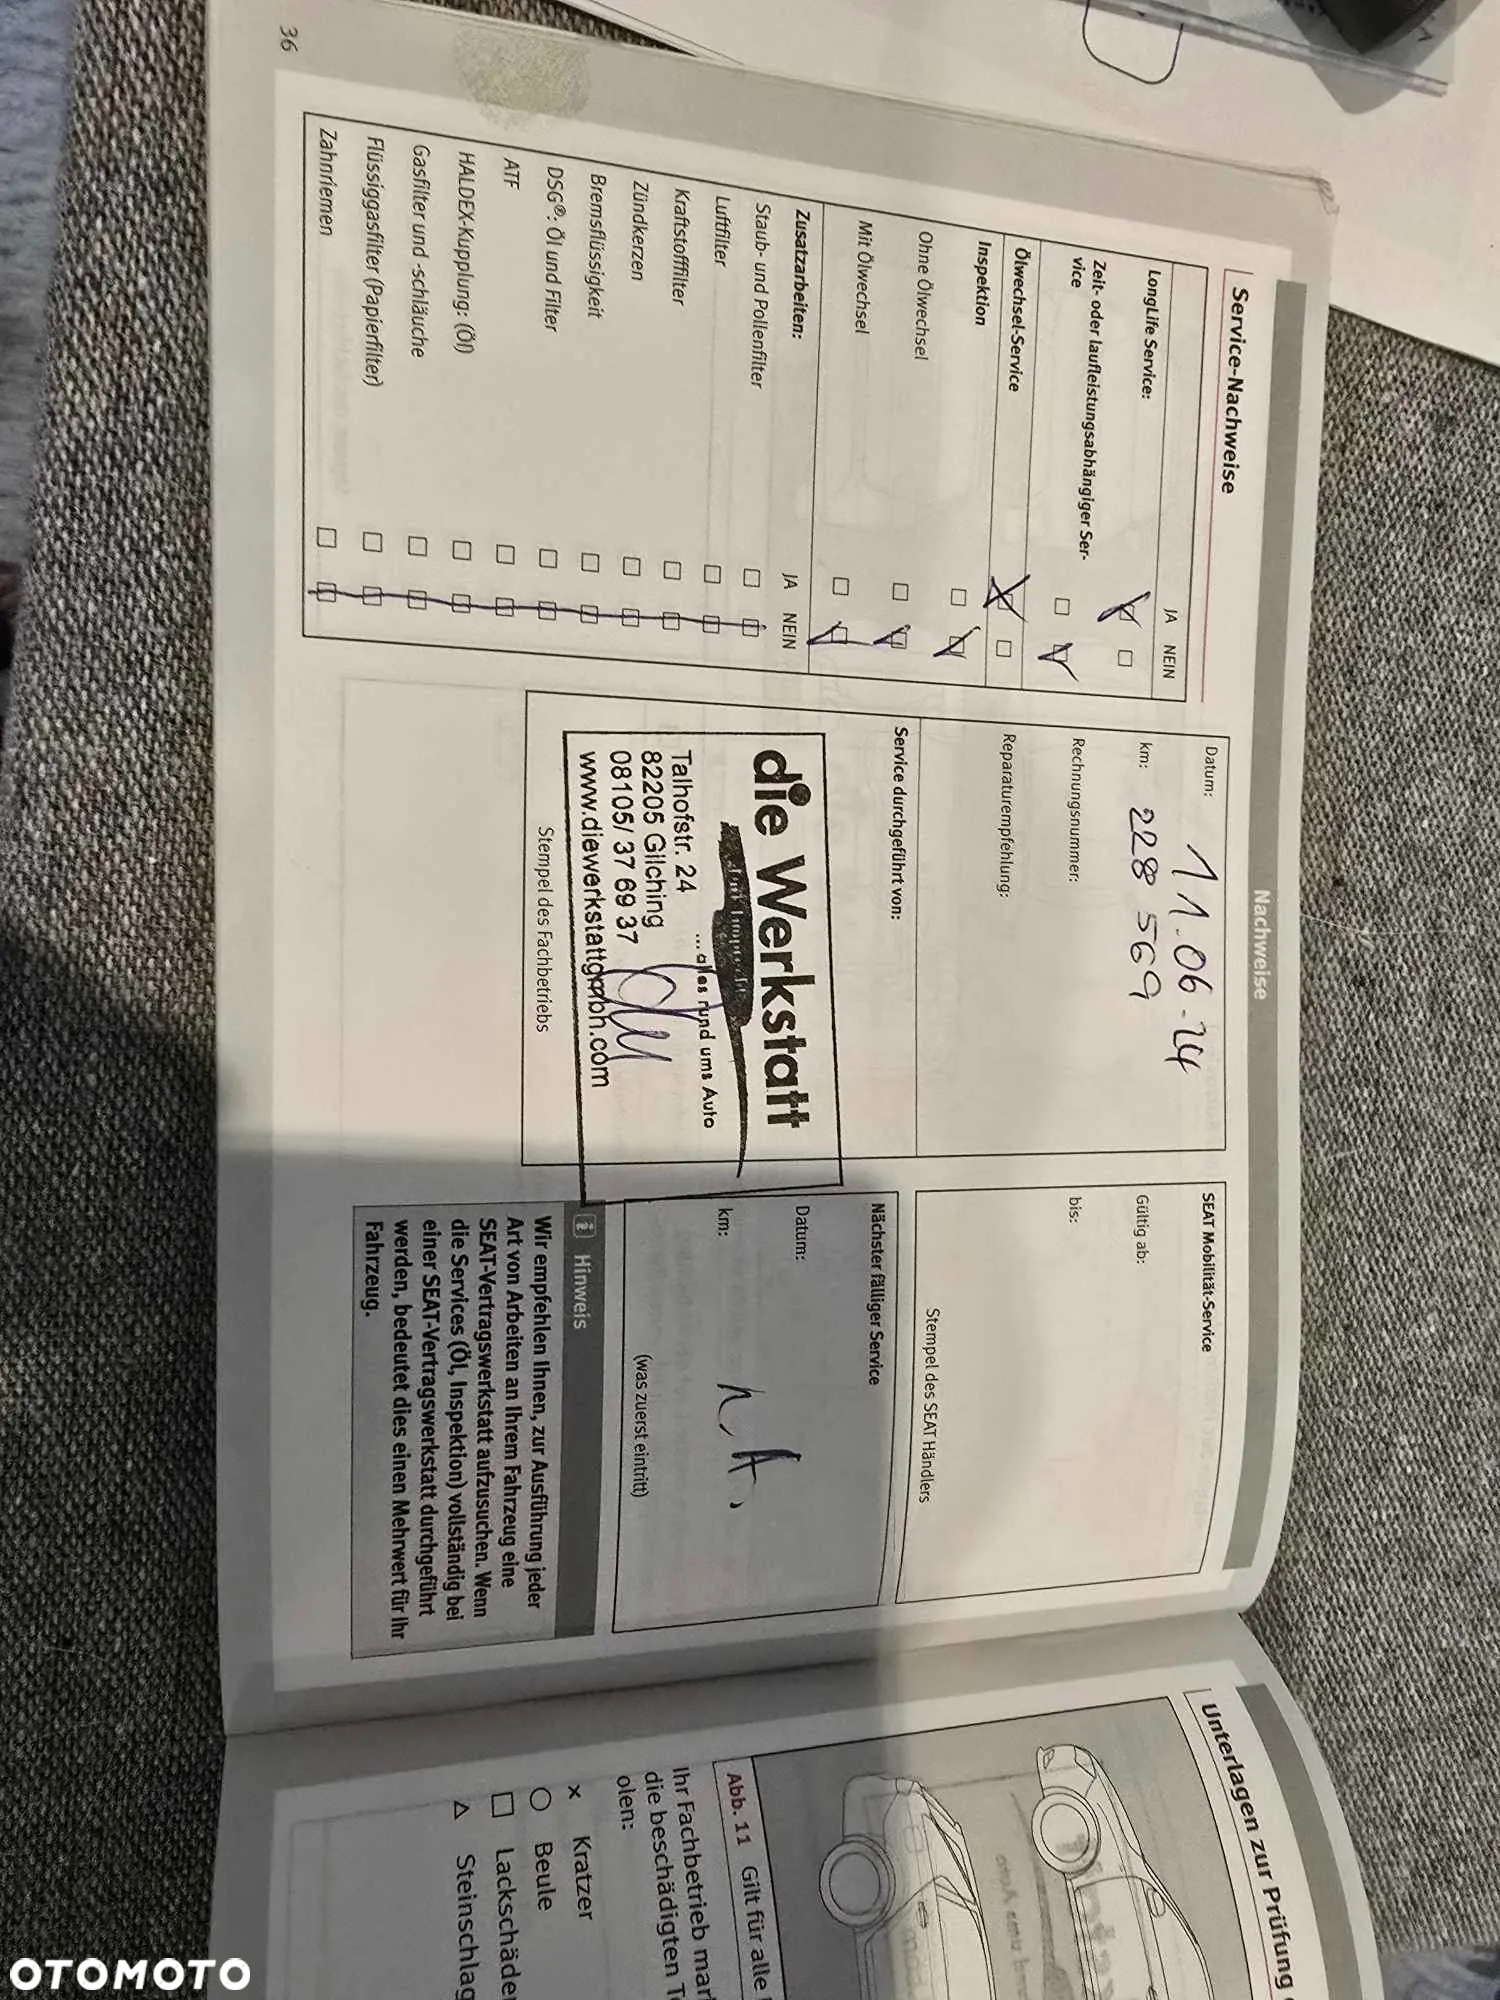 Nachweise
Service-Nachweise
JA NEIN
LongLife Service:
Zeit- oder laufleistungsabhängiger Ser-
vice
Ölwechsel-Service
Inspektion
Ohne Ölwechsel
Mit Ölwechsel
Zusatzarbeiten: JA NEIN
Staub- und Pollenfilter
Luftfilter
Kraftstofffilter
Zündkerzen
Bremsflüssigkeit
DSG®: Öl und Filter
ATF
HALDEX-Kupplung: (Öl)
Gasfilter und -schläuche
Flüssiggasfilter (Papierfilter)
Zahnriemen
36
Datum: 11.06.24
km: 228 569
Rechnungsnummer:
Reparaturempfehlung:
Service durchgeführt von:
die Werkstatt
... alles rund ums Auto
Talhofstr. 24
82205 Gilching
08105/ 37 69 37
www.diewerkstattgmbh.com
Stempel des Fachbetriebs
SEAT Mobilität-Service
Gültig ab:
bis:
Stempel des SEAT Händlers
Nächster fälliger Service
Datum:
km:
(was zuerst eintritt)
i Hinweis
Wir empfehlen Ihnen, zur Ausführung jeder
Art von Arbeiten an Ihrem Fahrzeug eine
SEAT-Vertragswerkstatt aufzusuchen. Wenn
die Services (Öl, Inspektion) vollständig bei
einer SEAT-Vertragswerkstatt durchgeführt
werden, bedeutet dies einen Mehrwert für Ihr
Fahrzeug.
Unterlagen zur Prüfung
Abb. 11 Gilt für alle
Ihr Fachbetrieb mar
die beschädigten T
olen:
× Kratzer
○ Beule
□ Lackschäde
△ Steinschlag
OTOMOTO